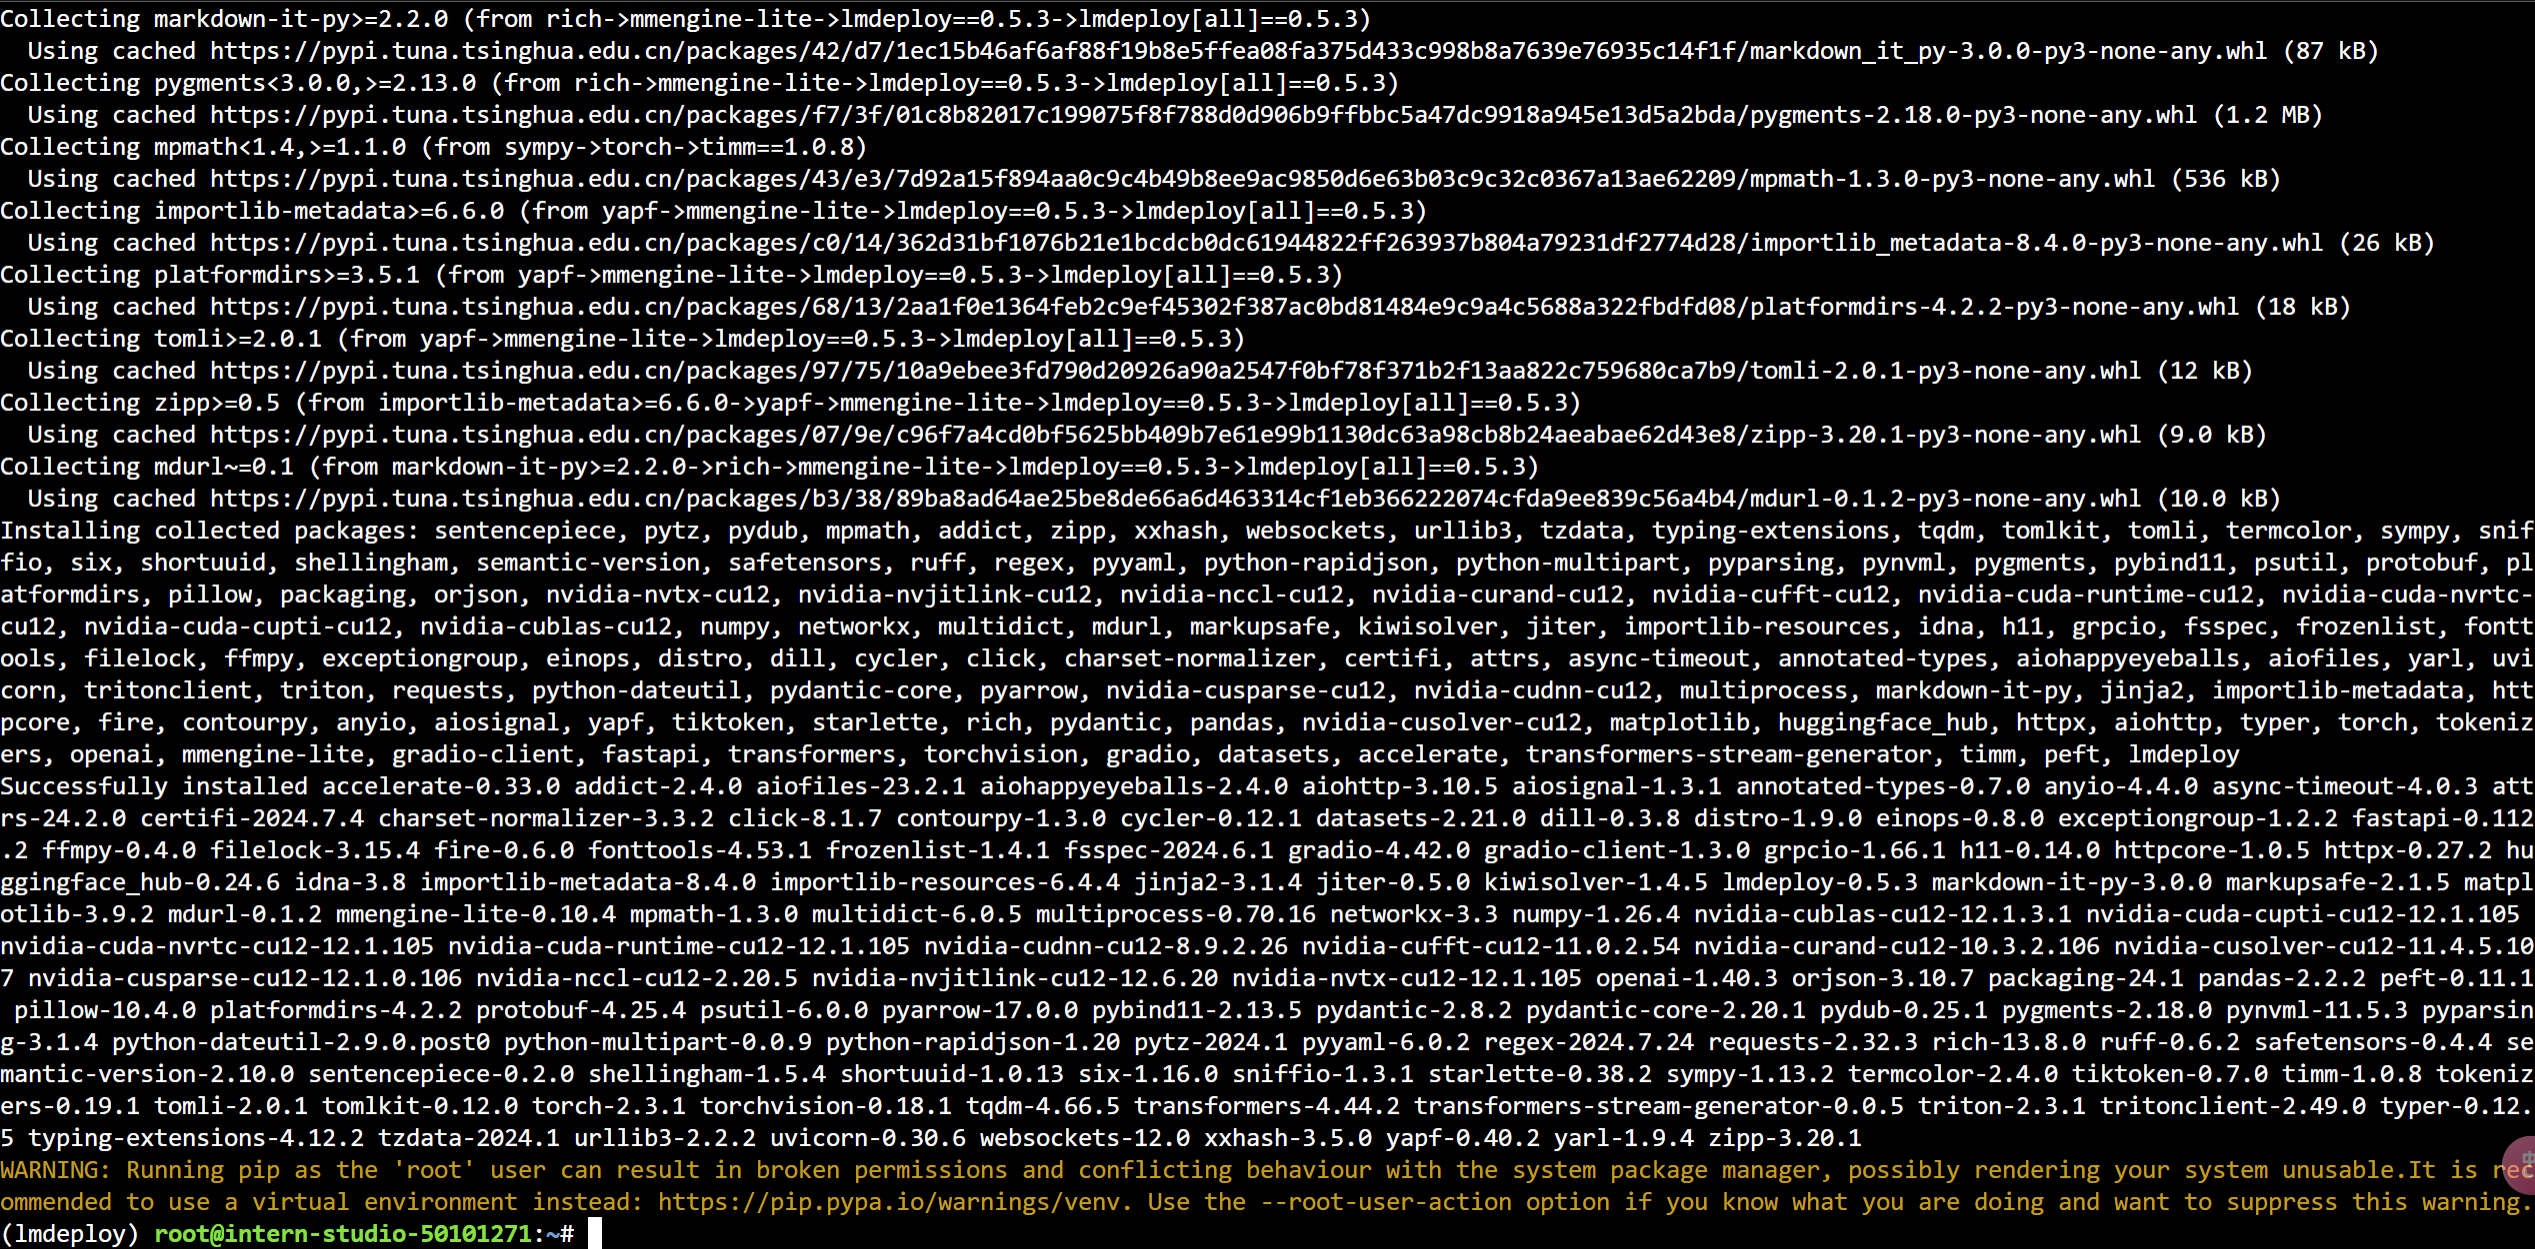 Collecting markdown-it-py>=2.2.0 (from rich->mmengine-lite->lmdeploy==0.5.3->lmdeploy[all]==0.5.3)
  Using cached https://pypi.tuna.tsinghua.edu.cn/packages/42/d7/1ec15b46af6af88f19b8e5ffea08fa375d433c998b8a7639e76935c14f1f/markdown_it_py-3.0.0-py3-none-any.whl (87 kB)
Collecting pygments<3.0.0,>=2.13.0 (from rich->mmengine-lite->lmdeploy==0.5.3->lmdeploy[all]==0.5.3)
  Using cached https://pypi.tuna.tsinghua.edu.cn/packages/f7/3f/01c8b82017c199075f8f788d0d906b9ffbbc5a47dc9918a945e13d5a2bda/pygments-2.18.0-py3-none-any.whl (1.2 MB)
Collecting mpmath<1.4,>=1.1.0 (from sympy->torch->timm==1.0.8)
  Using cached https://pypi.tuna.tsinghua.edu.cn/packages/43/e3/7d92a15f894aa0c9c4b49b8ee9ac9850d6e63b03c9c32c0367a13ae62209/mpmath-1.3.0-py3-none-any.whl (536 kB)
Collecting importlib-metadata>=6.6.0 (from yapf->mmengine-lite->lmdeploy==0.5.3->lmdeploy[all]==0.5.3)
  Using cached https://pypi.tuna.tsinghua.edu.cn/packages/c0/14/362d31bf1076b21e1bcdcb0dc61944822ff263937b804a79231df2774d28/importlib_metadata-8.4.0-py3-none-any.whl (26 kB)
Collecting platformdirs>=3.5.1 (from yapf->mmengine-lite->lmdeploy==0.5.3->lmdeploy[all]==0.5.3)
  Using cached https://pypi.tuna.tsinghua.edu.cn/packages/68/13/2aa1f0e1364feb2c9ef45302f387ac0bd81484e9c9a4c5688a322fbdfd08/platformdirs-4.2.2-py3-none-any.whl (18 kB)
Collecting tomli>=2.0.1 (from yapf->mmengine-lite->lmdeploy==0.5.3->lmdeploy[all]==0.5.3)
  Using cached https://pypi.tuna.tsinghua.edu.cn/packages/97/75/10a9ebee3fd790d20926a90a2547f0bf78f371b2f13aa822c759680ca7b9/tomli-2.0.1-py3-none-any.whl (12 kB)
Collecting zipp>=0.5 (from importlib-metadata>=6.6.0->yapf->mmengine-lite->lmdeploy==0.5.3->lmdeploy[all]==0.5.3)
  Using cached https://pypi.tuna.tsinghua.edu.cn/packages/07/9e/c96f7a4cd0bf5625bb409b7e61e99b1130dc63a98cb8b24aeabae62d43e8/zipp-3.20.1-py3-none-any.whl (9.0 kB)
Collecting mdurl~=0.1 (from markdown-it-py>=2.2.0->rich->mmengine-lite->lmdeploy==0.5.3->lmdeploy[all]==0.5.3)
  Using cached https://pypi.tuna.tsinghua.edu.cn/packages/b3/38/89ba8ad64ae25be8de66a6d463314cf1eb366222074cfda9ee839c56a4b4/mdurl-0.1.2-py3-none-any.whl (10.0 kB)
Installing collected packages: sentencepiece, pytz, pydub, mpmath, addict, zipp, xxhash, websockets, urllib3, tzdata, typing-extensions, tqdm, tomlkit, tomli, termcolor, sympy, snif
fio, six, shortuuid, shellingham, semantic-version, safetensors, ruff, regex, pyyaml, python-rapidjson, python-multipart, pyparsing, pynvml, pygments, pybind11, psutil, protobuf, pl
atformdirs, pillow, packaging, orjson, nvidia-nvtx-cu12, nvidia-nvjitlink-cu12, nvidia-nccl-cu12, nvidia-curand-cu12, nvidia-cufft-cu12, nvidia-cuda-runtime-cu12, nvidia-cuda-nvrtc-
cu12, nvidia-cuda-cupti-cu12, nvidia-cublas-cu12, numpy, networkx, multidict, mdurl, markupsafe, kiwisolver, jiter, importlib-resources, idna, h11, grpcio, fsspec, frozenlist, fontt
ools, filelock, ffmpy, exceptiongroup, einops, distro, dill, cycler, click, charset-normalizer, certifi, attrs, async-timeout, annotated-types, aiohappyeyeballs, aiofiles, yarl, uvi
corn, tritonclient, triton, requests, python-dateutil, pydantic-core, pyarrow, nvidia-cusparse-cu12, nvidia-cudnn-cu12, multiprocess, markdown-it-py, jinja2, importlib-metadata, htt
pcore, fire, contourpy, anyio, aiosignal, yapf, tiktoken, starlette, rich, pydantic, pandas, nvidia-cusolver-cu12, matplotlib, huggingface_hub, httpx, aiohttp, typer, torch, tokeniz
ers, openai, mmengine-lite, gradio-client, fastapi, transformers, torchvision, gradio, datasets, accelerate, transformers-stream-generator, timm, peft, lmdeploy
Successfully installed accelerate-0.33.0 addict-2.4.0 aiofiles-23.2.1 aiohappyeyeballs-2.4.0 aiohttp-3.10.5 aiosignal-1.3.1 annotated-types-0.7.0 anyio-4.4.0 async-timeout-4.0.3 att
rs-24.2.0 certifi-2024.7.4 charset-normalizer-3.3.2 click-8.1.7 contourpy-1.3.0 cycler-0.12.1 datasets-2.21.0 dill-0.3.8 distro-1.9.0 einops-0.8.0 exceptiongroup-1.2.2 fastapi-0.112
.2 ffmpy-0.4.0 filelock-3.15.4 fire-0.6.0 fonttools-4.53.1 frozenlist-1.4.1 fsspec-2024.6.1 gradio-4.42.0 gradio-client-1.3.0 grpcio-1.66.1 h11-0.14.0 httpcore-1.0.5 httpx-0.27.2 hu
ggingface_hub-0.24.6 idna-3.8 importlib-metadata-8.4.0 importlib-resources-6.4.4 jinja2-3.1.4 jiter-0.5.0 kiwisolver-1.4.5 lmdeploy-0.5.3 markdown-it-py-3.0.0 markupsafe-2.1.5 matpl
otlib-3.9.2 mdurl-0.1.2 mmengine-lite-0.10.4 mpmath-1.3.0 multidict-6.0.5 multiprocess-0.70.16 networkx-3.3 numpy-1.26.4 nvidia-cublas-cu12-12.1.3.1 nvidia-cuda-cupti-cu12-12.1.105
nvidia-cuda-nvrtc-cu12-12.1.105 nvidia-cuda-runtime-cu12-12.1.105 nvidia-cudnn-cu12-8.9.2.26 nvidia-cufft-cu12-11.0.2.54 nvidia-curand-cu12-10.3.2.106 nvidia-cusolver-cu12-11.4.5.10
7 nvidia-cusparse-cu12-12.1.0.106 nvidia-nccl-cu12-2.20.5 nvidia-nvjitlink-cu12-12.6.20 nvidia-nvtx-cu12-12.1.105 openai-1.40.3 orjson-3.10.7 packaging-24.1 pandas-2.2.2 peft-0.11.1
 pillow-10.4.0 platformdirs-4.2.2 protobuf-4.25.4 psutil-6.0.0 pyarrow-17.0.0 pybind11-2.13.5 pydantic-2.8.2 pydantic-core-2.20.1 pydub-0.25.1 pygments-2.18.0 pynvml-11.5.3 pyparsin
g-3.1.4 python-dateutil-2.9.0.post0 python-multipart-0.0.9 python-rapidjson-1.20 pytz-2024.1 pyyaml-6.0.2 regex-2024.7.24 requests-2.32.3 rich-13.8.0 ruff-0.6.2 safetensors-0.4.4 se
mantic-version-2.10.0 sentencepiece-0.2.0 shellingham-1.5.4 shortuuid-1.0.13 six-1.16.0 sniffio-1.3.1 starlette-0.38.2 sympy-1.13.2 termcolor-2.4.0 tiktoken-0.7.0 timm-1.0.8 tokeniz
ers-0.19.1 tomli-2.0.1 tomlkit-0.12.0 torch-2.3.1 torchvision-0.18.1 tqdm-4.66.5 transformers-4.44.2 transformers-stream-generator-0.0.5 triton-2.3.1 tritonclient-2.49.0 typer-0.12.
5 typing-extensions-4.12.2 tzdata-2024.1 urllib3-2.2.2 uvicorn-0.30.6 websockets-12.0 xxhash-3.5.0 yapf-0.40.2 yarl-1.9.4 zipp-3.20.1
WARNING: Running pip as the 'root' user can result in broken permissions and conflicting behaviour with the system package manager, possibly rendering your system unusable.It is rec
ommended to use a virtual environment instead: https://pip.pypa.io/warnings/venv. Use the --root-user-action option if you know what you are doing and want to suppress this warning.
(lmdeploy) root@intern-studio-50101271:~#